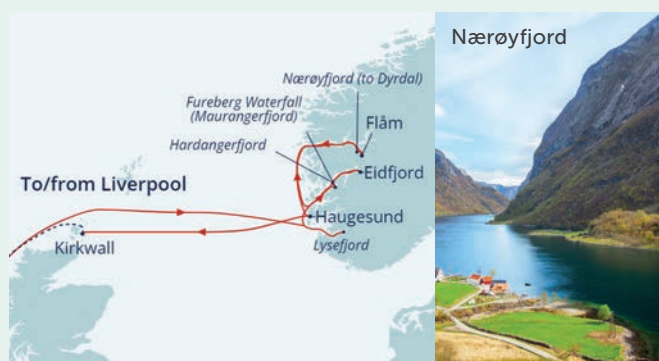 Nærøyfjord (to Dyrdal)
Fureberg Waterfall
(Maurangerfjord)
Flåm
Hardangerfjord
Eidfjord
To/from Liverpool
Haugesund
Kirkwall
Lysefjord
Nærøyfjord